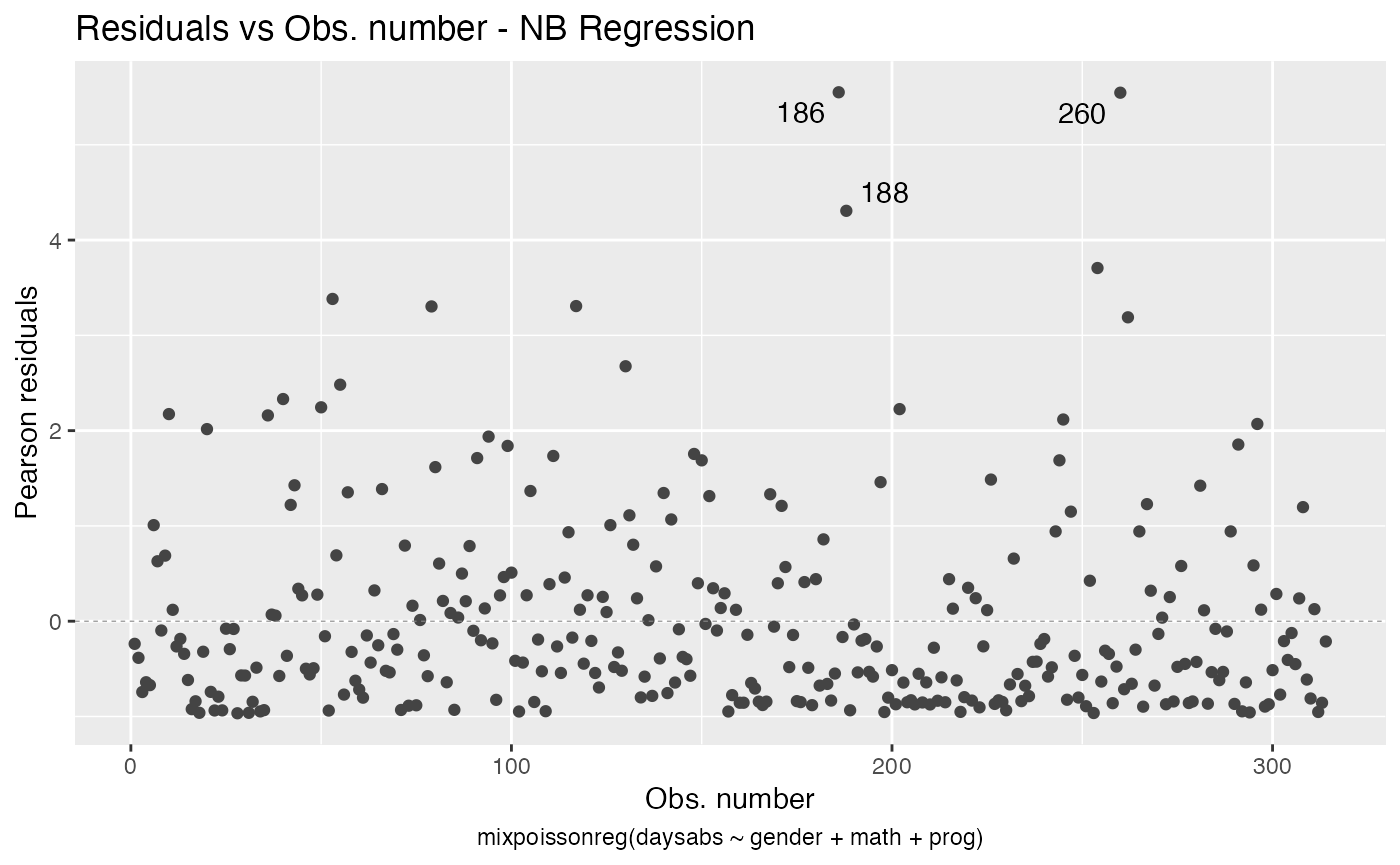 Residuals vs Obs. number - NB Regression
186
260
188
4
2
0
Pearson residuals
0
100
200
300
Obs. number
mixpoissonreg(daysabs ~ gender + math + prog)